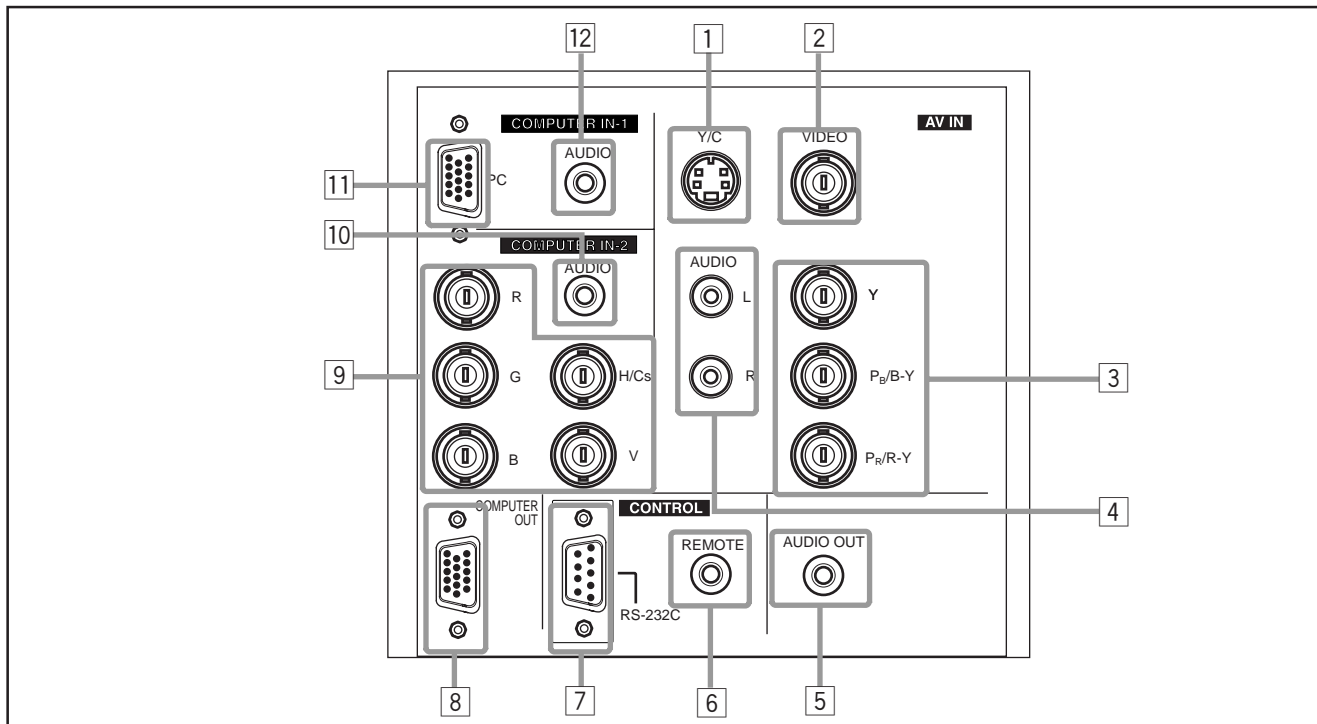 12
1
2
COMPUTER IN-1
AV IN
AUDIO
Y/C
VIDEO
11
PC
10
COMPUTER IN-2
AUDIO
AUDIO
R
L
Y
9
G
H/Cs
R
PB/B-Y
3
B
V
PR/R-Y
4
COMPUTER
OUT
CONTROL
REMOTE
AUDIO OUT
RS-232C
8
7
6
5